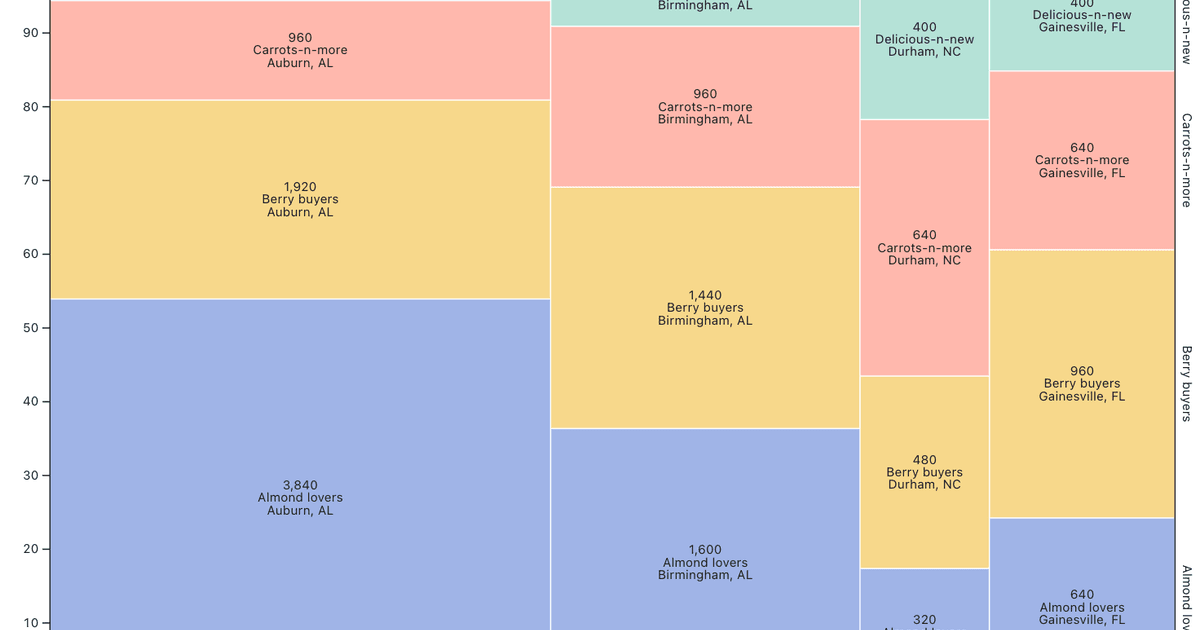 90
80
70
60
50
40
30
20
10
960
Carrots-n-more
Auburn, AL
1,920
Berry buyers
Auburn, AL
3,840
Almond lovers
Auburn, AL
Birmingham, AL
960
Carrots-n-more
Birmingham, AL
1,440
Berry buyers
Birmingham, AL
1,600
Almond lovers
Birmingham, AL
400
Delicious-n-new
Durham, NC
640
Carrots-n-more
Durham, NC
480
Berry buyers
Durham, NC
320
400
Delicious-n-new
Gainesville, FL
640
Carrots-n-more
Gainesville, FL
960
Berry buyers
Gainesville, FL
640
Almond lovers
Gainesville, FL
ous-n-new
Carrots-n-more
Berry buyers
Almond lov